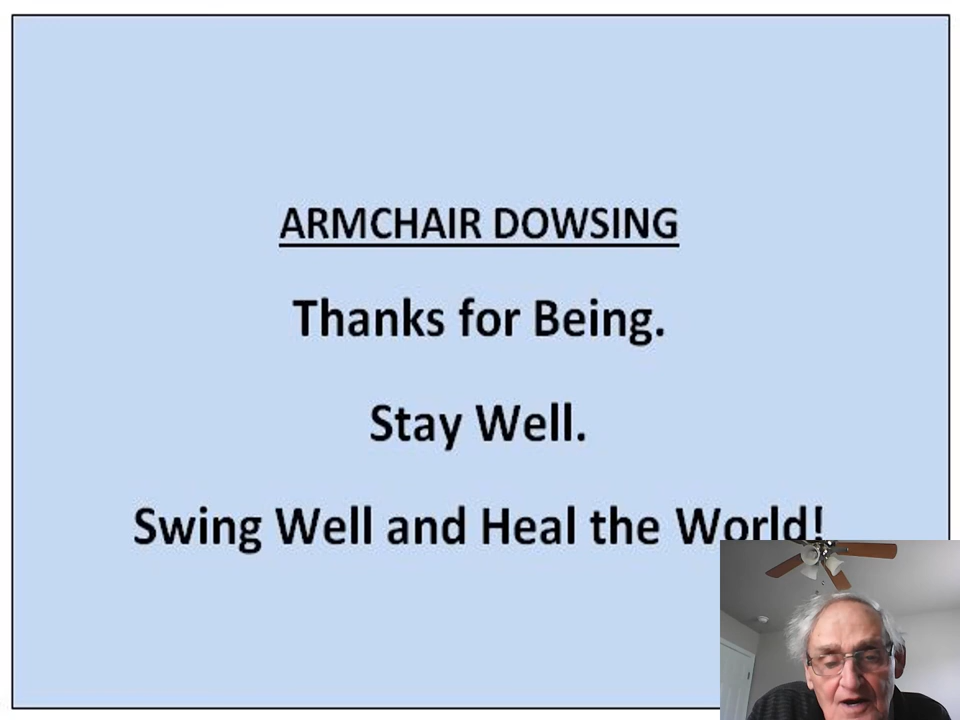 ARMCHAIR DOWSING
Thanks for Being.
Stay Well.
Swing Well and Heal the World!